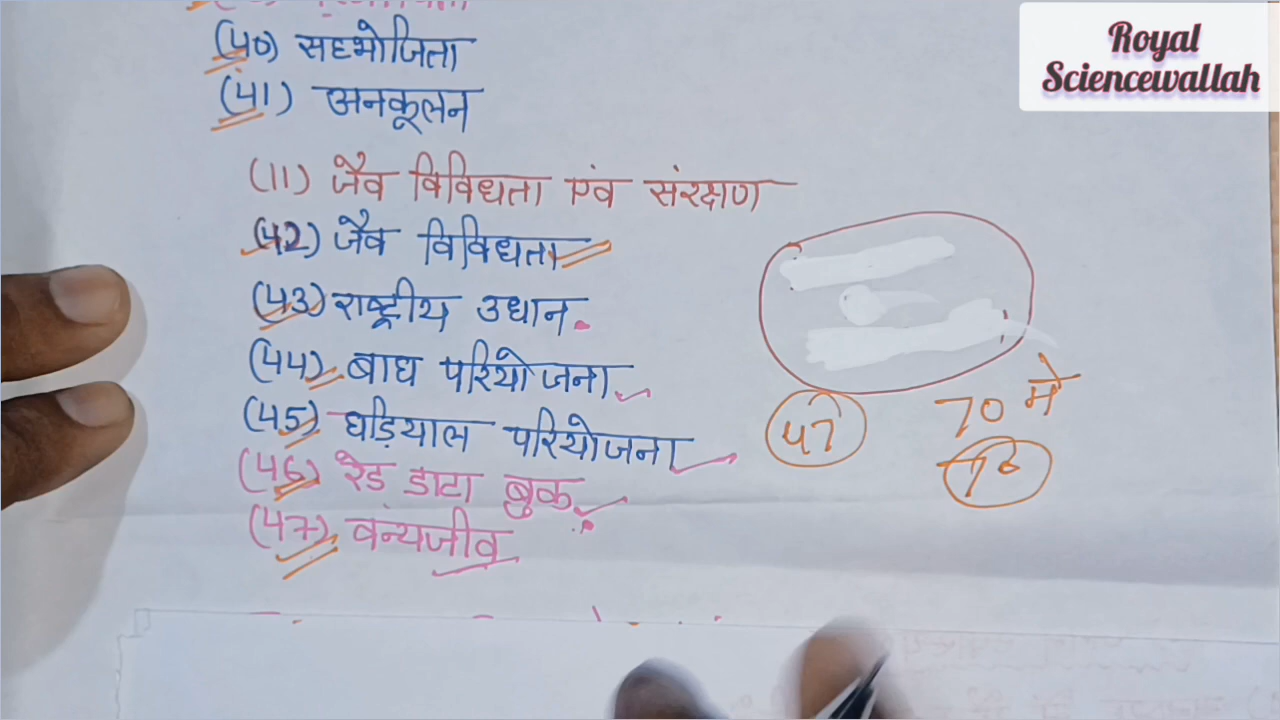 Royal
Sciencewallah
(40) सहभोजिता
(41) अनकूलन
(11) जैव विविधता एंव संरक्षण
(42) जैव विविधता
(43) राष्ट्रीय उधान
(44) बाघ परियोजना
(45) घड़ियाल परियोजना
(46) रेड डाटा बुक
(47) वन्यजीव
47
70 में